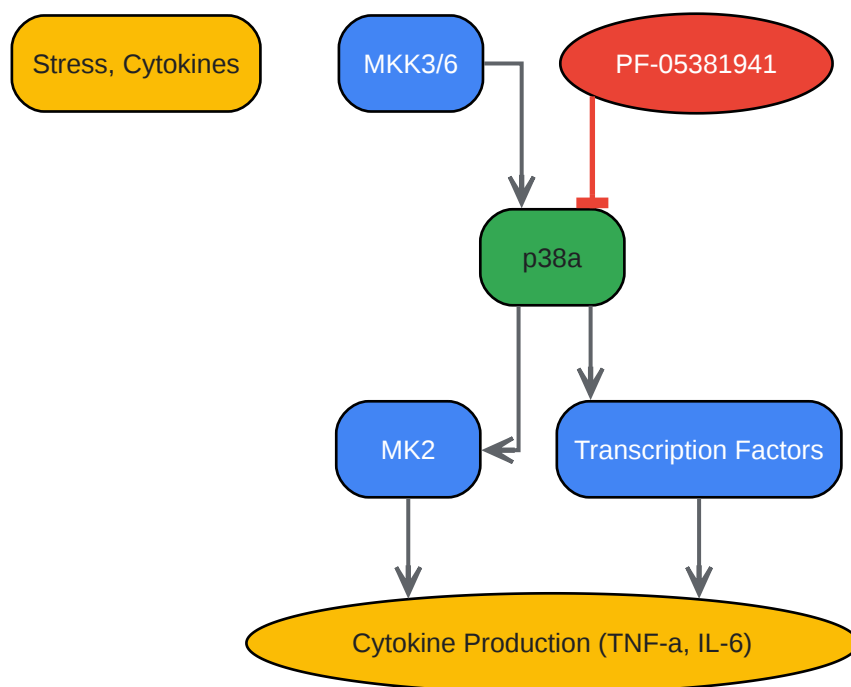 Stress, Cytokines
MKK3/6
PF-05381941
p38a
MK2
Transcription Factors
Cytokine Production (TNF-a, IL-6)